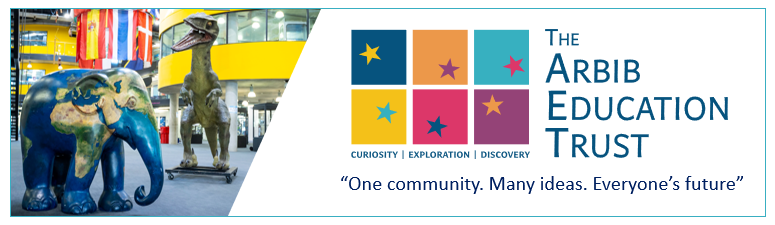 THE
ARBIB
EDUCATION
TRUST
CURIOSITY | EXPLORATION | DISCOVERY
“One community. Many ideas. Everyone’s future”